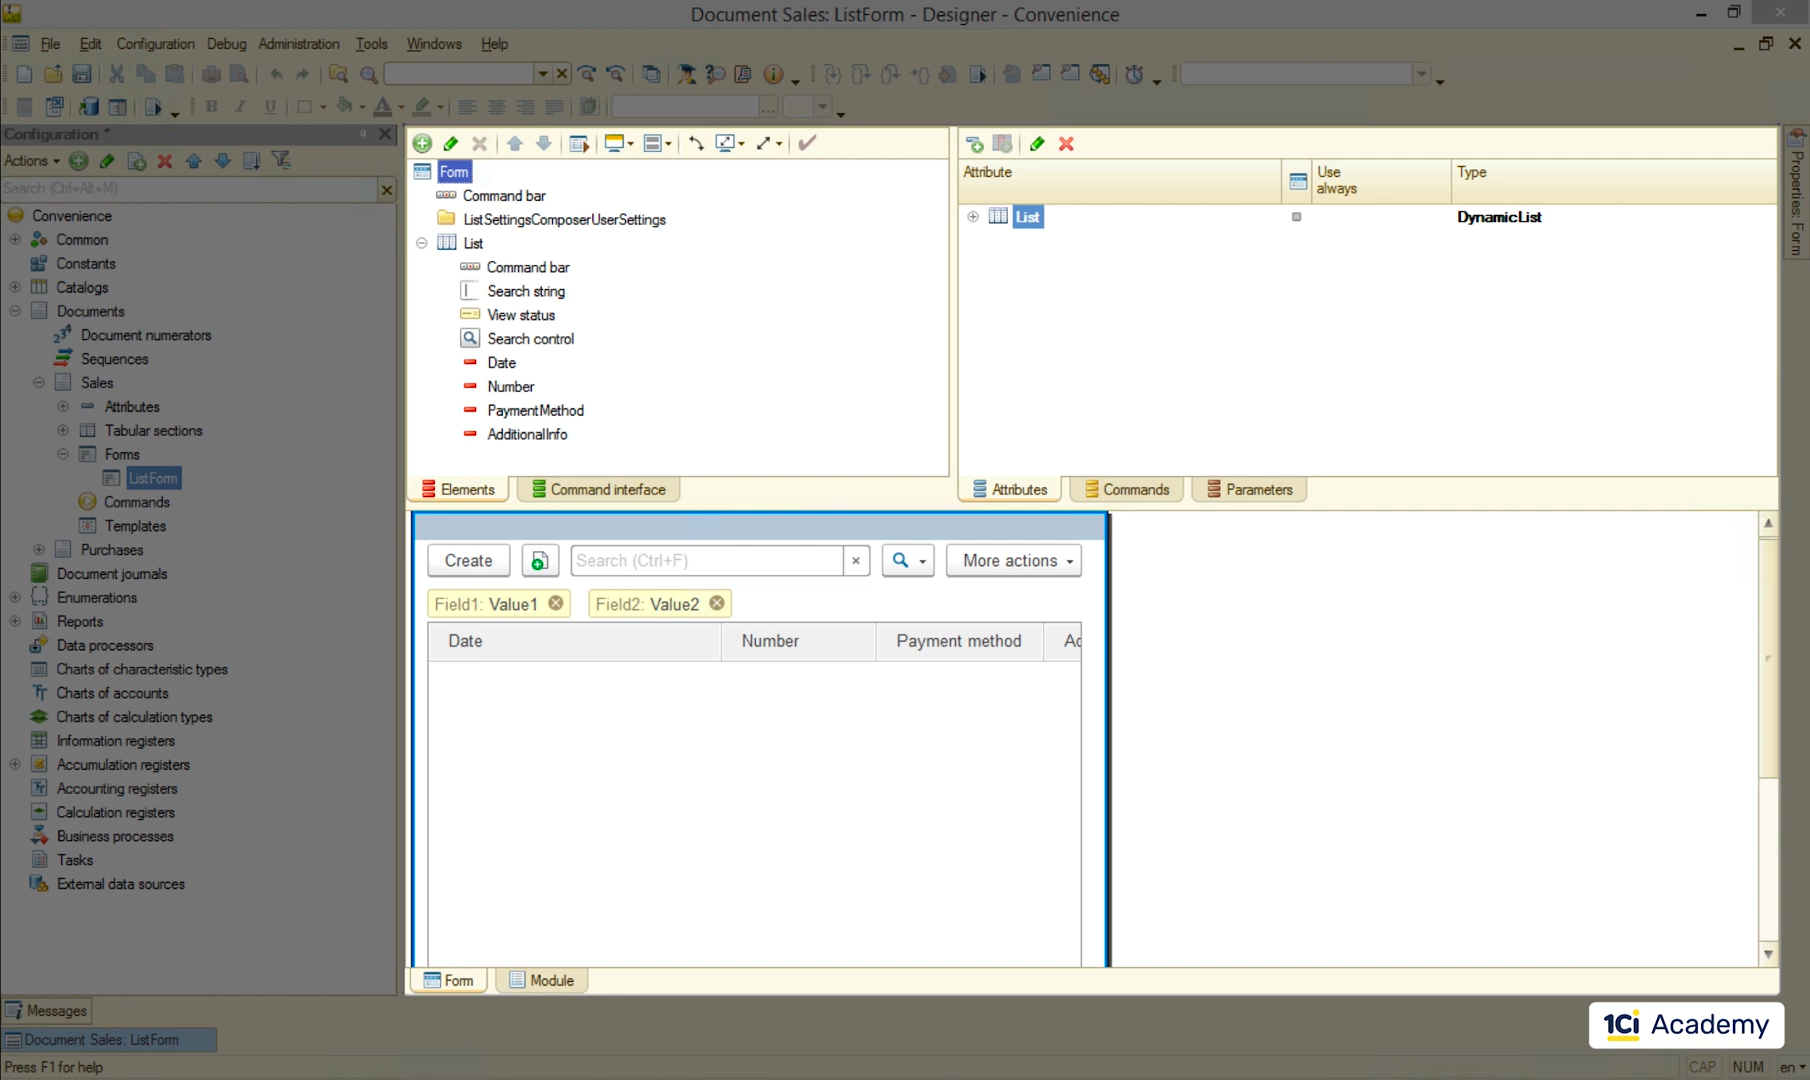 Document Sales: ListForm - Designer - Convenience
File Edit Configuration Debug Administration Tools Windows Help
Configuration *
Actions
Search (Ctrl+Alt+M)
Convenience
Common
Constants
Catalogs
Documents
Document numerators
Sequences
Sales
Attributes
Tabular sections
Forms
ListForm
Commands
Templates
Purchases
Document journals
Enumerations
Reports
Data processors
Charts of characteristic types
Charts of accounts
Charts of calculation types
Information registers
Accumulation registers
Accounting registers
Calculation registers
Business processes
Tasks
External data sources
Form
Command bar
ListSettingsComposerUserSettings
List
Command bar
Search string
View status
Search control
Date
Number
PaymentMethod
AdditionalInfo
Elements Command interface
Attribute Use always Type
List DynamicList
Attributes Commands Parameters
Properties: Form
Create Search (Ctrl+F) × More actions
Field1: Value1 Field2: Value2
Date Number Payment method Ad
Form Module
Messages
Document Sales: ListForm
Press F1 for help
1Ci Academy
CAP NUM en